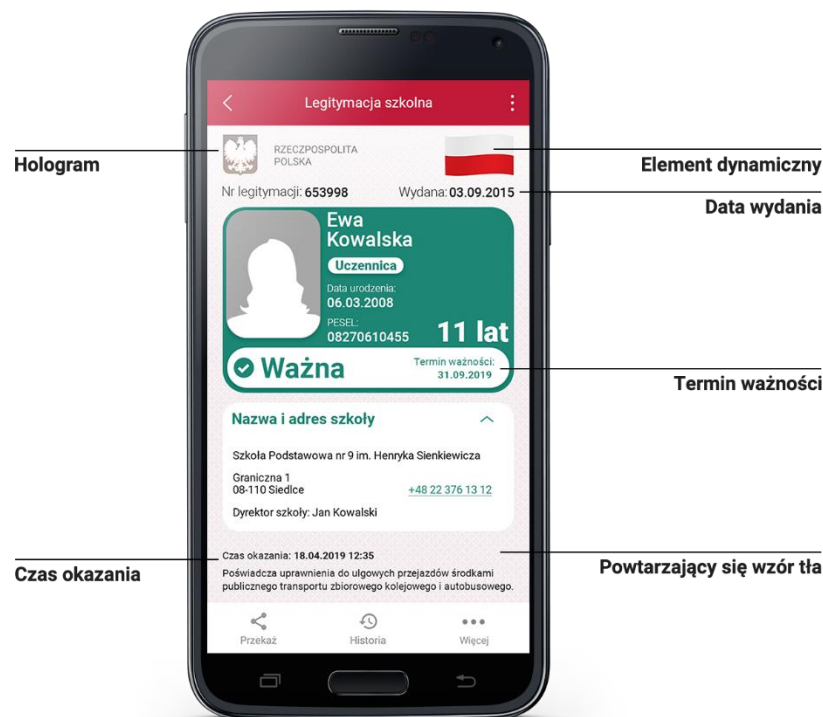 Legitymacja szkolna
Hologram
RZECZPOSPOLITA
POLSKA
Element dynamiczny
Nr legitymacji: 653998
Wydana: 03.09.2015
Data wydania
Ewa
Kowalska
Uczennica
Data urodzenia:
06.03.2008
PESEL:
08270610455
11 lat
Ważna
Termin ważności:
31.09.2019
Termin ważności
Nazwa i adres szkoły
Szkoła Podstawowa nr 9 im. Henryka Sienkiewicza
Graniczna 1
08-110 Siedlce
+48 22 376 13 12
Dyrektor szkoły: Jan Kowalski
Czas okazania: 18.04.2019 12:35
Czas okazania
Powtarzający się wzór tła
Poświadcza uprawnienia do ulgowych przejazdów środkami
publicznego transportu zbiorowego kolejowego i autobusowego.
Przekaż
Historia
Więcej